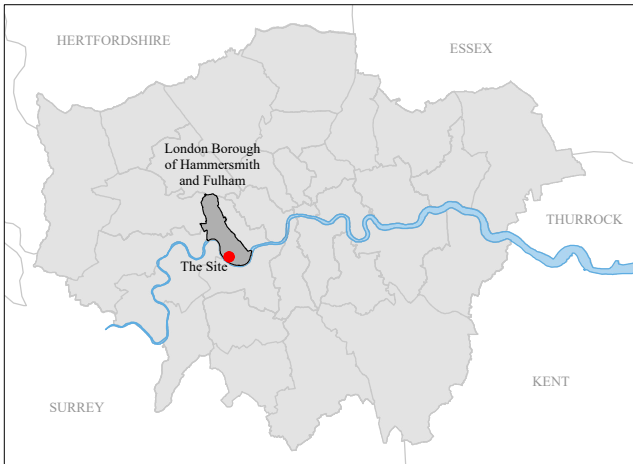 HERTFORDSHIRE
ESSEX
London Borough
of Hammersmith
and Fulham
THURROCK
The Site
KENT
SURREY